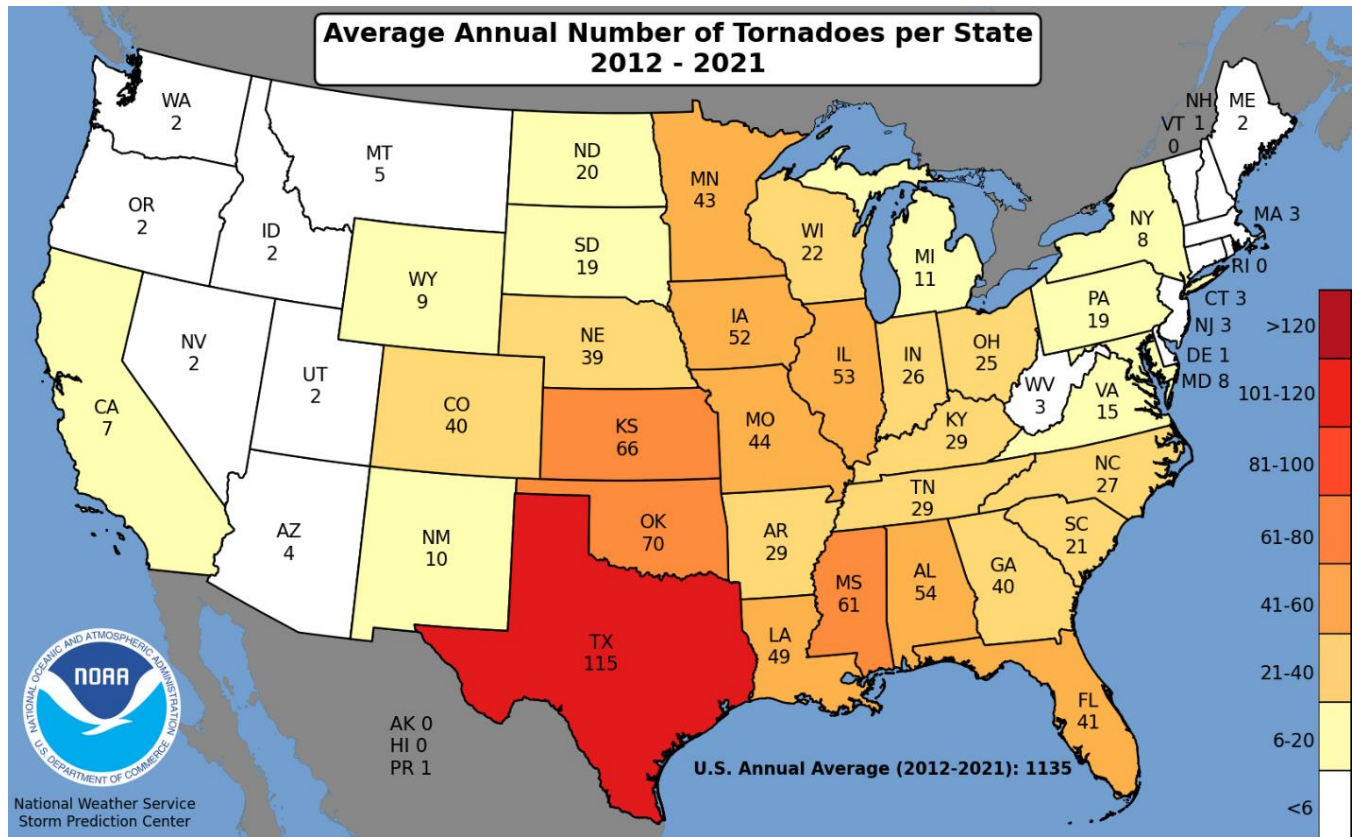 Average Annual Number of Tornadoes per State
2012 - 2021
WA
2
OR
2
CA
7
ID
2
NV
2
MT
5
WY
9
UT
2
AZ
4
CO
40
NM
10
ND
20
SD
19
NE
39
KS
66
OK
70
TX
115
MN
43
IA
52
MO
44
AR
29
LA
49
WI
22
IL
53
MS
61
MI
11
IN
26
OH
25
KY
29
TN
29
AL
54
GA
40
FL
41
SC
21
NC
27
VA
15
WV
3
PA
19
NY
8
VT
0
NH
1
ME
2
MA 3
RI 0
CT 3
NJ 3
DE 1
MD 8
>120
101-120
81-100
61-80
41-60
21-40
6-20
<6
AK 0
HI 0
PR 1
U.S. Annual Average (2012-2021): 1135
NATIONAL OCEANIC AND ATMOSPHERIC ADMINISTRATION
NOAA
U.S. DEPARTMENT OF COMMERCE
National Weather Service
Storm Prediction Center